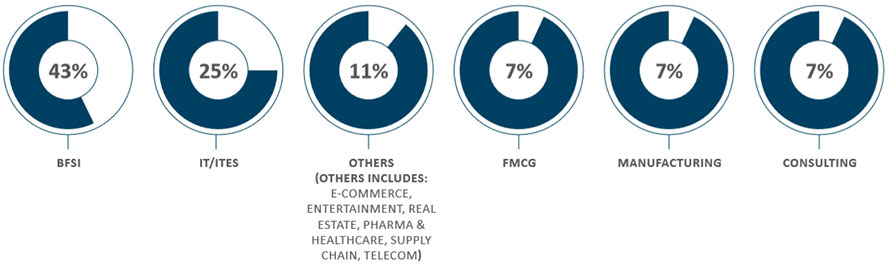 43%
25%
11%
7%
7%
7%
BFSI
IT/ITES
OTHERS
(OTHERS INCLUDES:
E-COMMERCE,
ENTERTAINMENT, REAL
ESTATE, PHARMA &
HEALTHCARE, SUPPLY
CHAIN, TELECOM)
FMCG
MANUFACTURING
CONSULTING